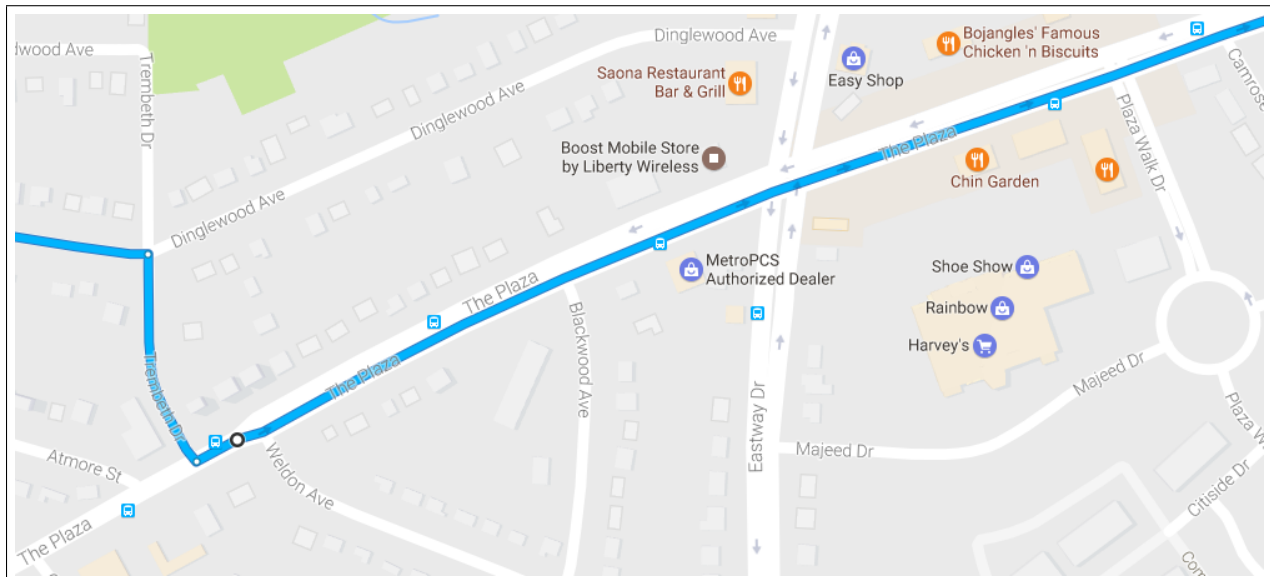 dwood Ave
Trembeth Dr
Dinglewood Ave
Dinglewood Ave
Dinglewood Ave
Saona Restaurant
Bar & Grill
Easy Shop
Bojangles' Famous
Chicken 'n Biscuits
Camros
Boost Mobile Store
by Liberty Wireless
The Plaza
Chin Garden
Plaza Walk Dr
The Plaza
MetroPCS
Authorized Dealer
Shoe Show
Rainbow
Harvey's
Blackwood Ave
Trembeth Dr
The Plaza
Majeed Dr
Eastway Dr
Majeed Dr
Plaza W
Atmore St
Weldon Ave
Citiside Dr
The Plaza
Com